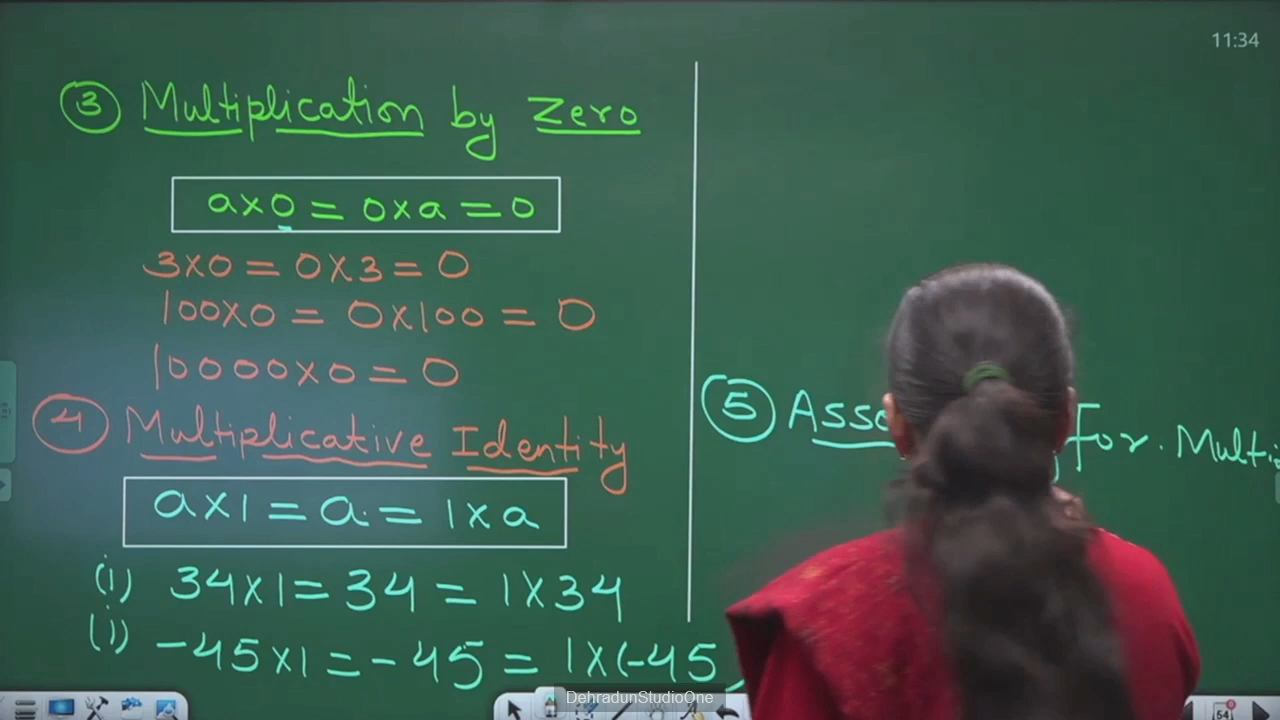 11:34
③ Multiplication by Zero
a×0 = 0×a = 0
3×0 = 0×3 = 0
100×0 = 0×100 = 0
10000×0 = 0
④ Multiplicative Identity
a×1 = a = 1×a
(i) 34×1 = 34 = 1×34
(i) -45×1 = -45 = 1×(-45
⑤ Asso
for. Multi
DehradunStudioOne
54